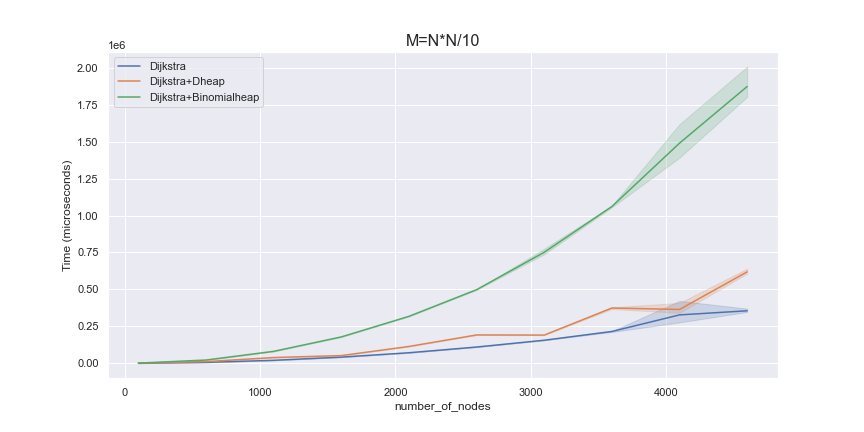 M=N*N/10
1e6
Dijkstra
Dijkstra+Dheap
Dijkstra+Binomialheap
2.00
1.75
1.50
1.25
1.00
0.75
0.50
0.25
0.00
Time (microseconds)
0 1000 2000 3000 4000
number_of_nodes